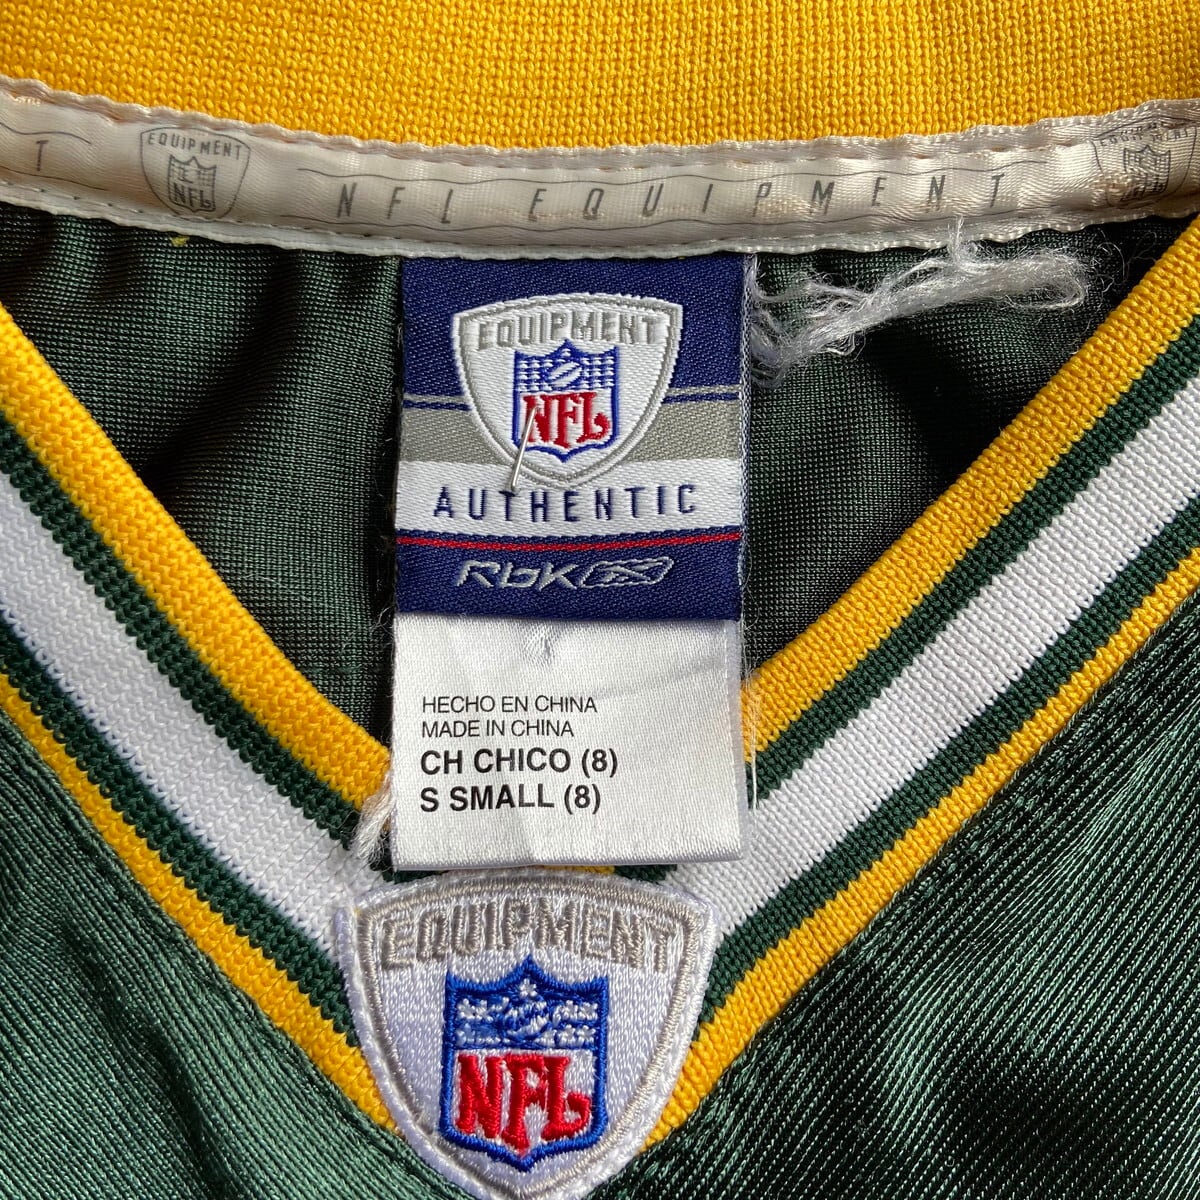 T
EQUIPMENT
NFL
NFL EQUIPMENT
NFL
EQUIPMENT
NFL
AUTHENTIC
RbK
HECHO EN CHINA
MADE IN CHINA
CH CHICO (8)
S SMALL (8)
EQUIPMENT
NFL